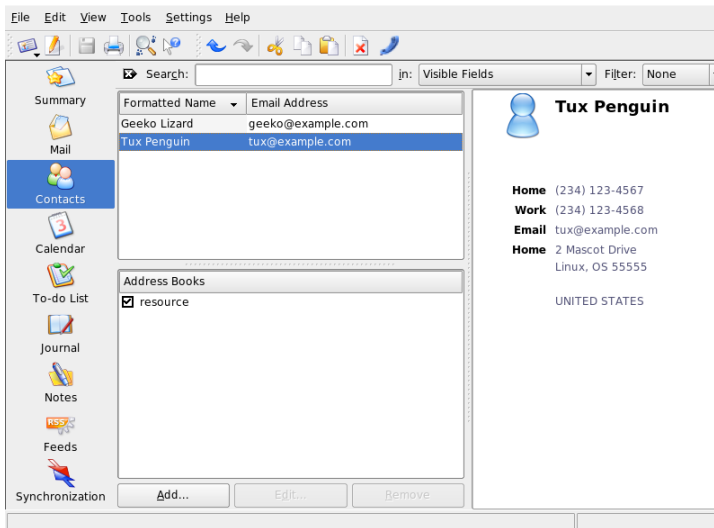 File Edit View Tools Settings Help
Search: in: Visible Fields Filter: None
Summary
Mail
Contacts
3
Calendar
To-do List
Journal
Notes
RSS
Feeds
Synchronization
Formatted Name Email Address
Geeko Lizard geeko@example.com
Tux Penguin tux@example.com
Address Books
resource
Add... Edit... Remove
Tux Penguin
Home (234) 123-4567
Work (234) 123-4568
Email tux@example.com
Home 2 Mascot Drive
Linux, OS 55555
UNITED STATES